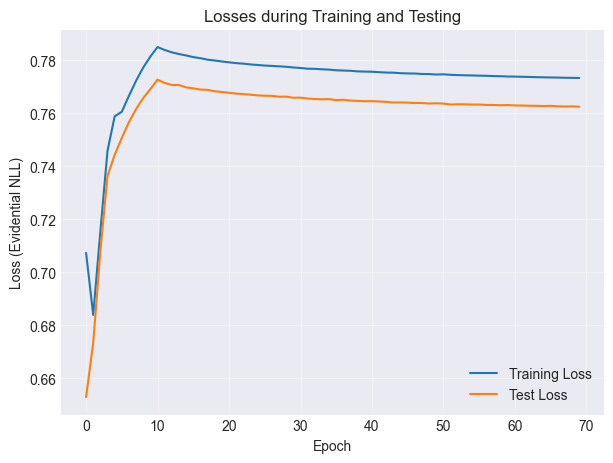 Losses during Training and Testing
Loss (Evidential NLL)
0.78
0.76
0.74
0.72
0.70
0.68
0.66
Training Loss
Test Loss
0 10 20 30 40 50 60 70
Epoch